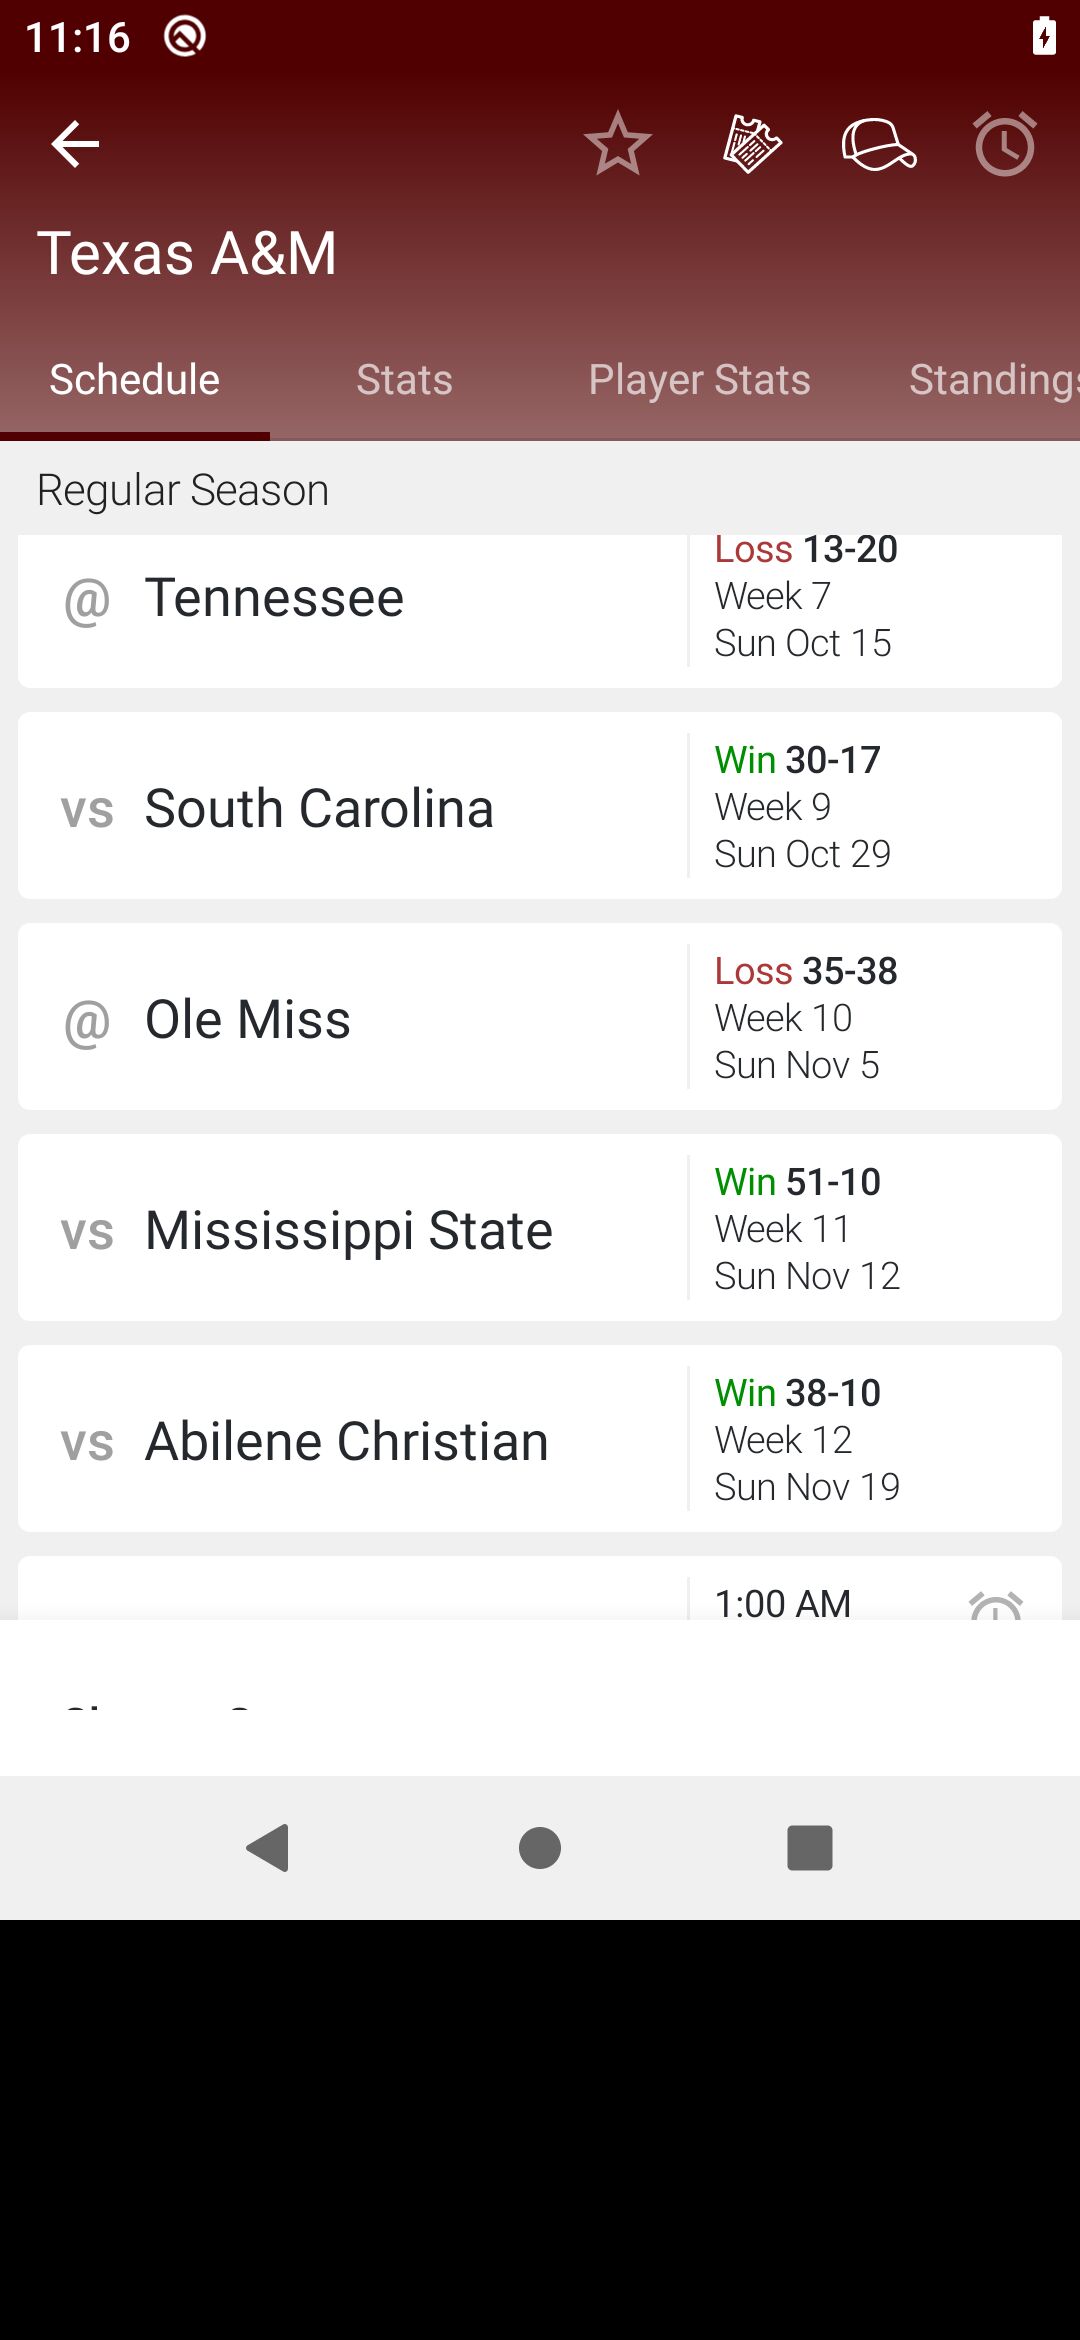 11:16
Texas A&M
Schedule Stats Player Stats Standings
Regular Season
@ Tennessee
Loss 13-20
Week 7
Sun Oct 15
vs South Carolina
Win 30-17
Week 9
Sun Oct 29
@ Ole Miss
Loss 35-38
Week 10
Sun Nov 5
vs Mississippi State
Win 51-10
Week 11
Sun Nov 12
vs Abilene Christian
Win 38-10
Week 12
Sun Nov 19
1:00 AM